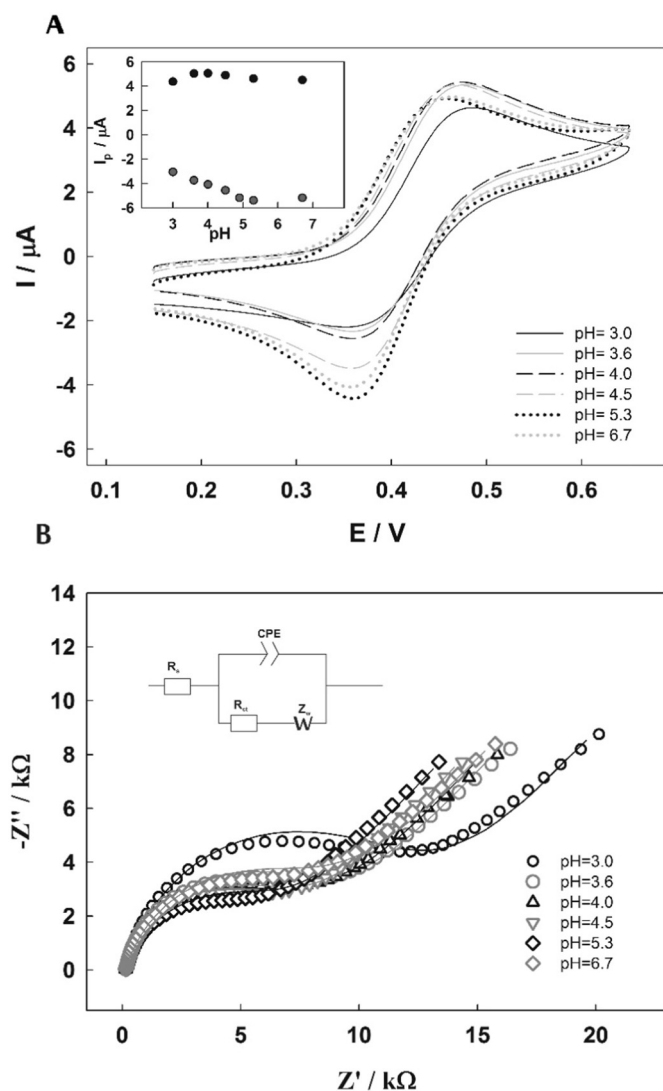 A
I / μA
6
4
2
0
-2
-4
-6
I_p / μA
6
4
2
0
-2
-4
-6
3 4 5 6 7
pH
pH= 3.0
pH= 3.6
pH= 4.0
pH= 4.5
pH= 5.3
pH= 6.7
0.1 0.2 0.3 0.4 0.5 0.6
E / V
B
-Z'' / kΩ
14
12
10
8
6
4
2
0
CPE
R_s
R_ct
Z_w
W
pH=3.0
pH=3.6
pH=4.0
pH=4.5
pH=5.3
pH=6.7
0 5 10 15 20
Z' / kΩ